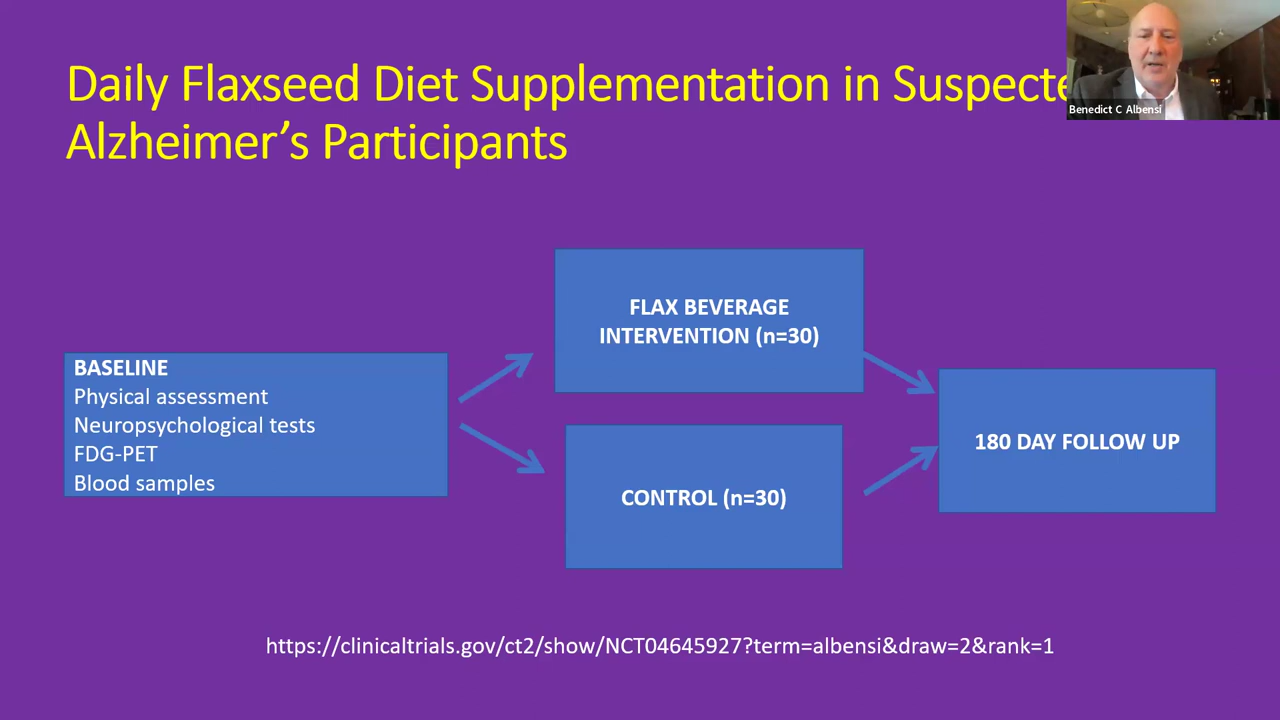 Daily Flaxseed Diet Supplementation in Suspecte
Alzheimer's Participants
Benedict C Albensi
FLAX BEVERAGE
INTERVENTION (n=30)
BASELINE
Physical assessment
Neuropsychological tests
FDG-PET
Blood samples
180 DAY FOLLOW UP
CONTROL (n=30)
https://clinicaltrials.gov/ct2/show/NCT04645927?term=albensi&draw=2&rank=1